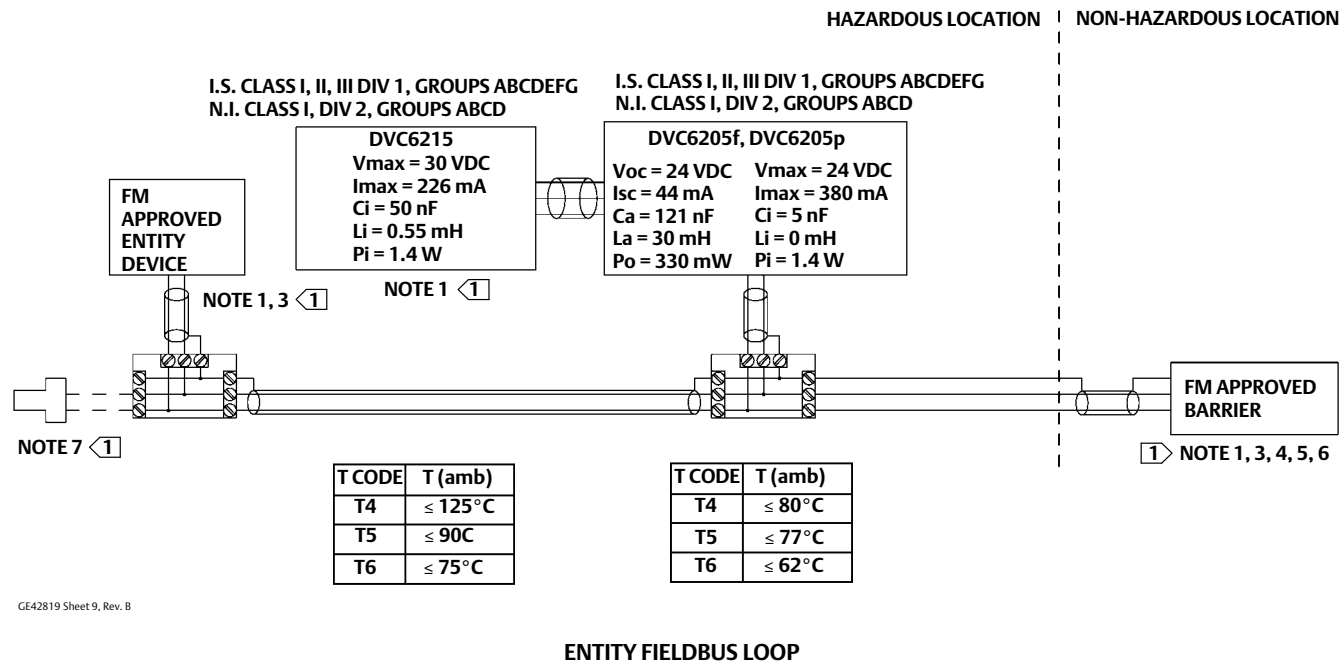 HAZARDOUS LOCATION
NON-HAZARDOUS LOCATION
I.S. CLASS I, II, III DIV 1, GROUPS ABCDEFG
N.I. CLASS I, DIV 2, GROUPS ABCD
I.S. CLASS I, II, III DIV 1, GROUPS ABCDEFG
N.I. CLASS I, DIV 2, GROUPS ABCD
FM
APPROVED
ENTITY
DEVICE
NOTE 1, 3 1
DVC6215
Vmax = 30 VDC
Imax = 226 mA
Ci = 50 nF
Li = 0.55 mH
Pi = 1.4 W
NOTE 1 1
DVC6205f, DVC6205p
Voc = 24 VDC
Isc = 44 mA
Ca = 121 nF
La = 30 mH
Po = 330 mW
Vmax = 24 VDC
Imax = 380 mA
Ci = 5 nF
Li = 0 mH
Pi = 1.4 W
FM APPROVED
BARRIER
1 NOTE 1, 3, 4, 5, 6
NOTE 7 1
T CODE T (amb)
T4 ≤ 125°C
T5 ≤ 90C
T6 ≤ 75°C
T CODE T (amb)
T4 ≤ 80°C
T5 ≤ 77°C
T6 ≤ 62°C
GE42819 Sheet 9, Rev. B
ENTITY FIELDBUS LOOP